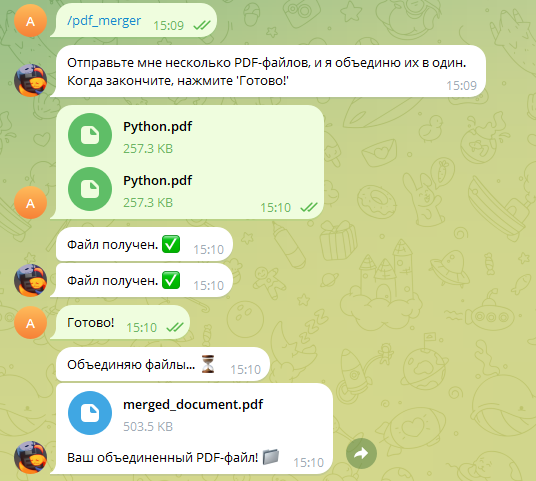 A
/pdf_merger 15:09
Отправьте мне несколько PDF-файлов, и я объединю их в один.
Когда закончите, нажмите 'Готово!' 15:09
Python.pdf
257.3 KB
Python.pdf
257.3 KB
A 15:10
Файл получен. ✅ 15:10
Файл получен. ✅ 15:10
A Готово! 15:10
Объединяю файлы... ⏳ 15:10
merged_document.pdf
503.5 KB
Ваш объединенный PDF-файл! 📁 15:10